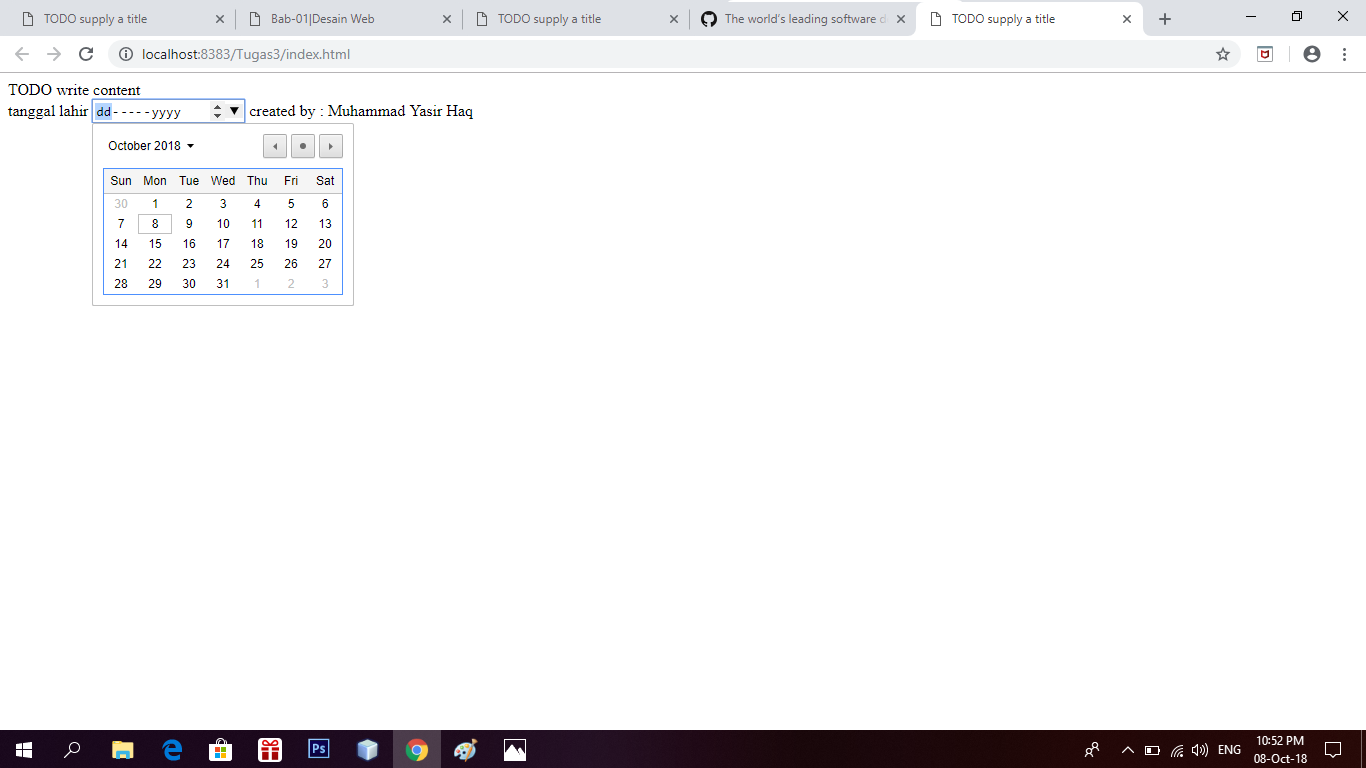 TODO supply a title
Bab-01|Desain Web
TODO supply a title
The world's leading software d
TODO supply a title
localhost:8383/Tugas3/index.html
TODO write content
tanggal lahir dd-----yyyy created by : Muhammad Yasir Haq
October 2018
Sun Mon Tue Wed Thu Fri Sat
30 1 2 3 4 5 6
7 8 9 10 11 12 13
14 15 16 17 18 19 20
21 22 23 24 25 26 27
28 29 30 31 1 2 3
Ps
ENG
10:52 PM
08-Oct-18